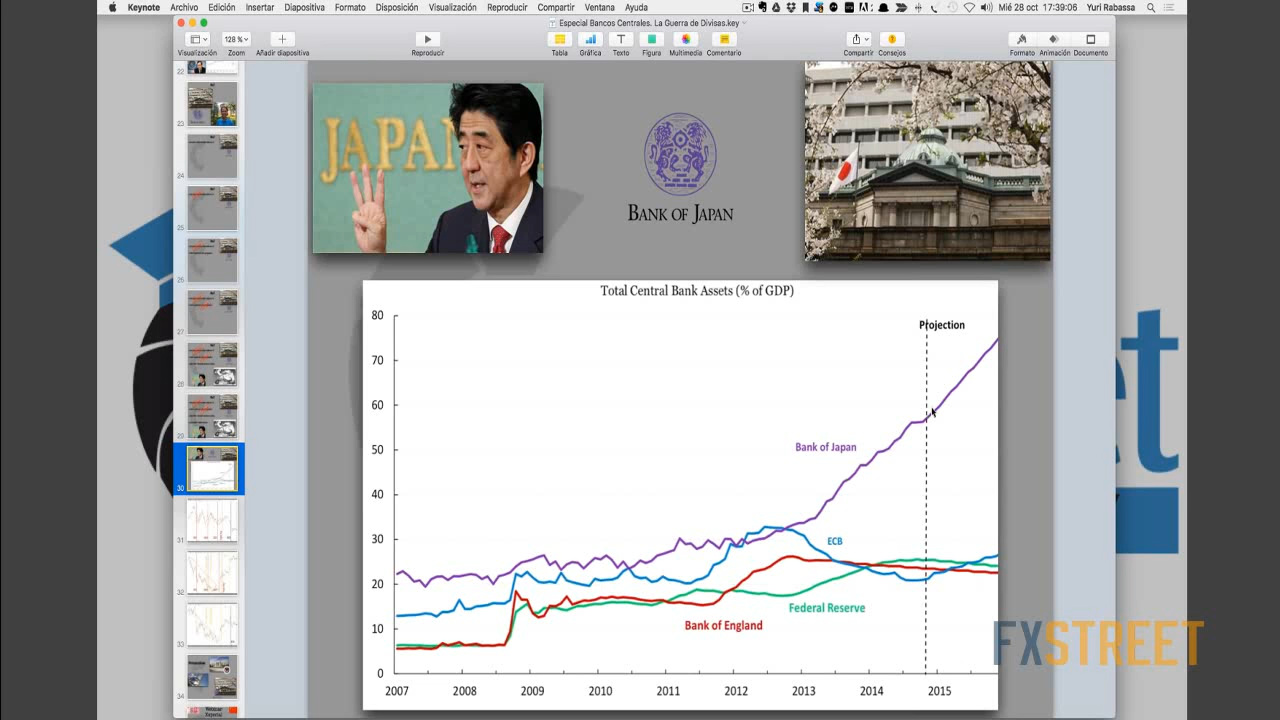 Keynote Archivo Edición Insertar Diapositiva Formato Disposición Visualización Reproducir Compartir Ventana Ayuda Mié 28 oct 17:39:06 Yuri Rabassa
Especial Bancos Centrales. La Guerra de Divisas.key
128 %
Visualización Zoom Añadir diapositiva Reproducir Tabla Gráfica Texto Figura Multimedia Comentario Compartir Consejos Formato Animación Documento
22
23
24
25
26
27
28
29
30
31
32
33
34
JAPAN
BANK OF JAPAN
Total Central Bank Assets (% of GDP)
80
70
60
50
40
30
20
10
0
Projection
Bank of Japan
ECB
Federal Reserve
Bank of England
2007 2008 2009 2010 2011 2012 2013 2014 2015
et
FXSTREET